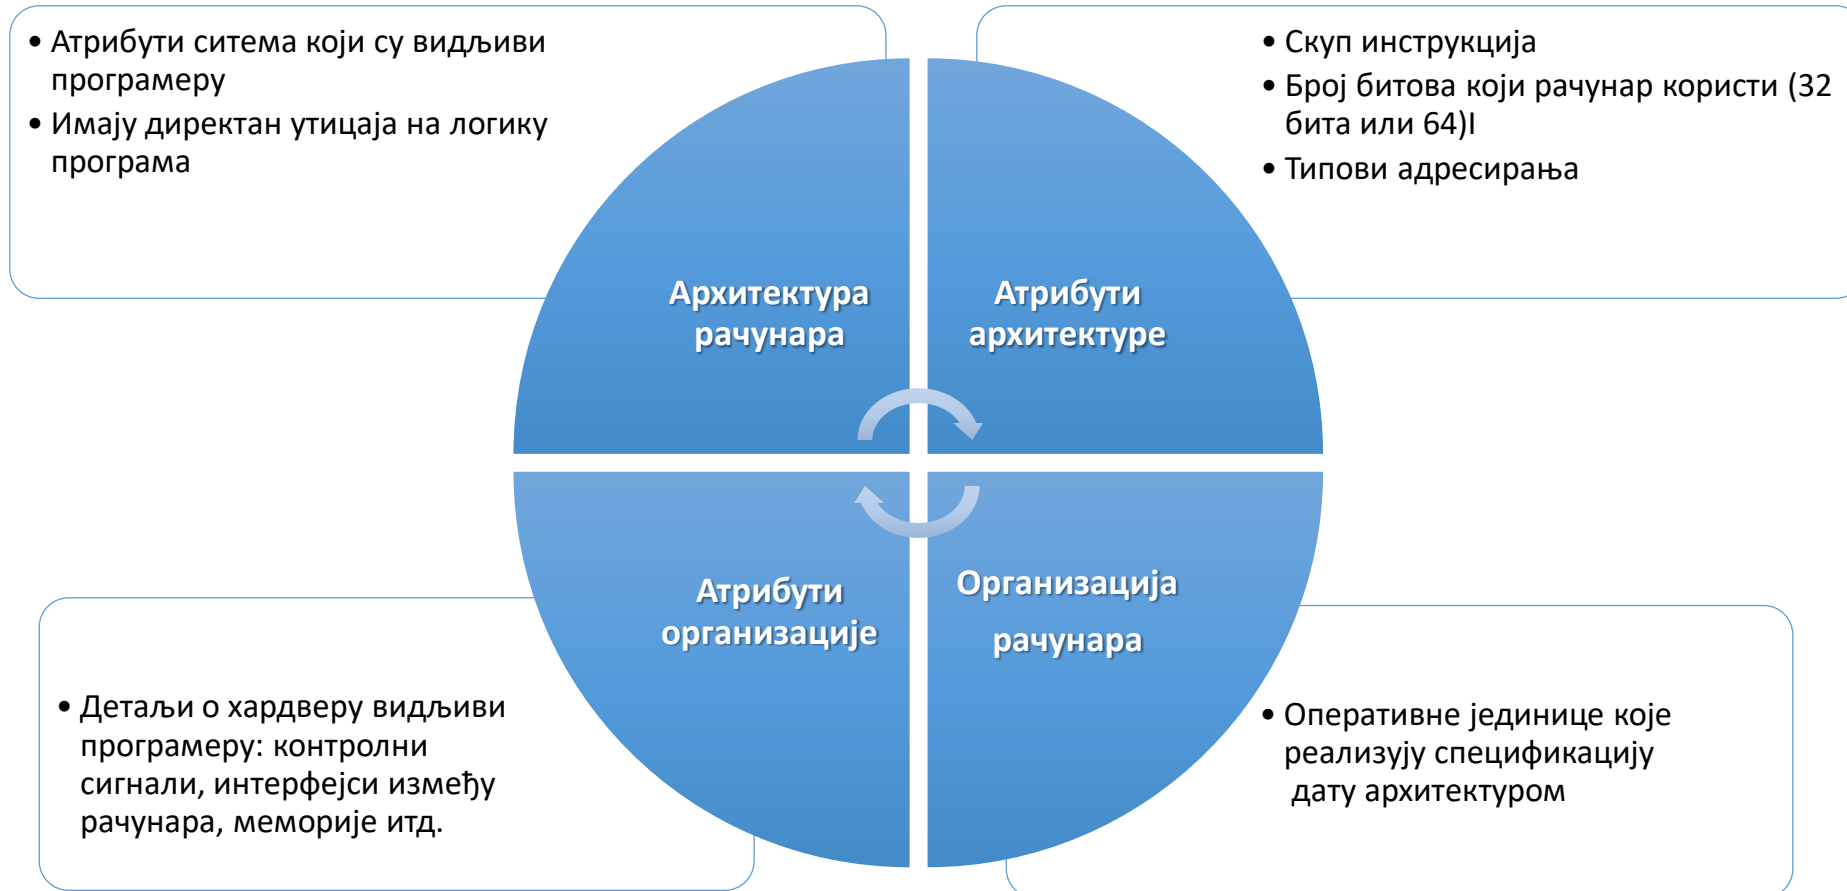 • Атрибути ситема који су видљиви
програмеру
• Имају директан утицаја на логику
програма
• Скуп инструкција
• Број битова који рачунар користи (32
бита или 64)I
• Типови адресирања
Архитектура
рачунара
Атрибути
архитектуре
Атрибути
организације
Организација
рачунара
• Детаљи о хардверу видљиви
програмеру: контролни
сигнали, интерфејси између
рачунара, меморије итд.
• Оперативне јединице које
реализују спецификацију
дату архитектуром